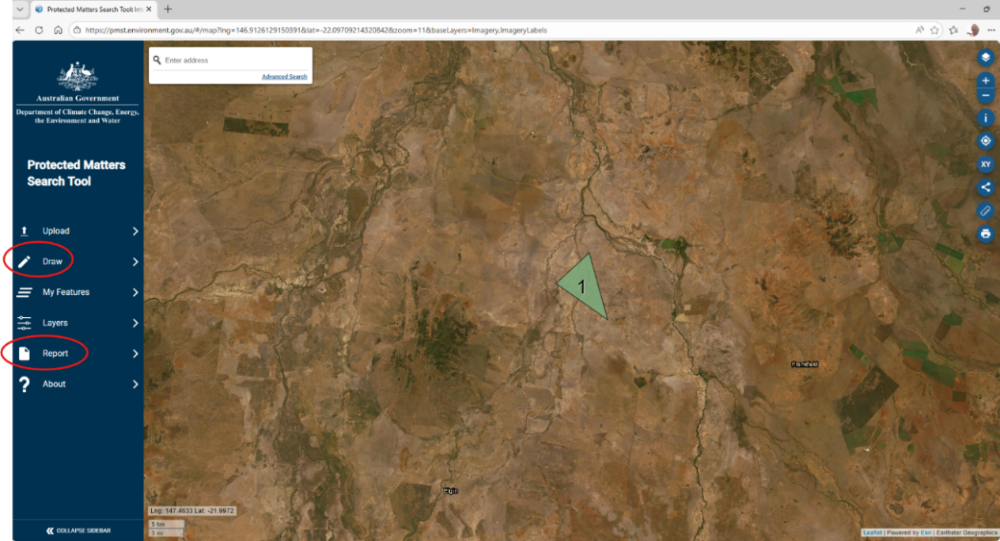 Protected Matters Search Tool: Int
https://pmst.environment.gov.au/#/map?lng=146.9126129150391&lat=-22.09709214320842&zoom=11&baseLayers=Imagery,ImageryLabels
Enter address
Advanced Search
Australian Government
Department of Climate Change, Energy,
the Environment and Water
Protected Matters
Search Tool
Upload
Draw
My Features
Layers
Report
? About
COLLAPSE SIDEBAR
i
XY
1
Frankfield
Elgin
Lng: 147.4633 Lat: -21.9972
5 km
3 mi
Leaflet | Powered by Esri | Earthstar Geographics